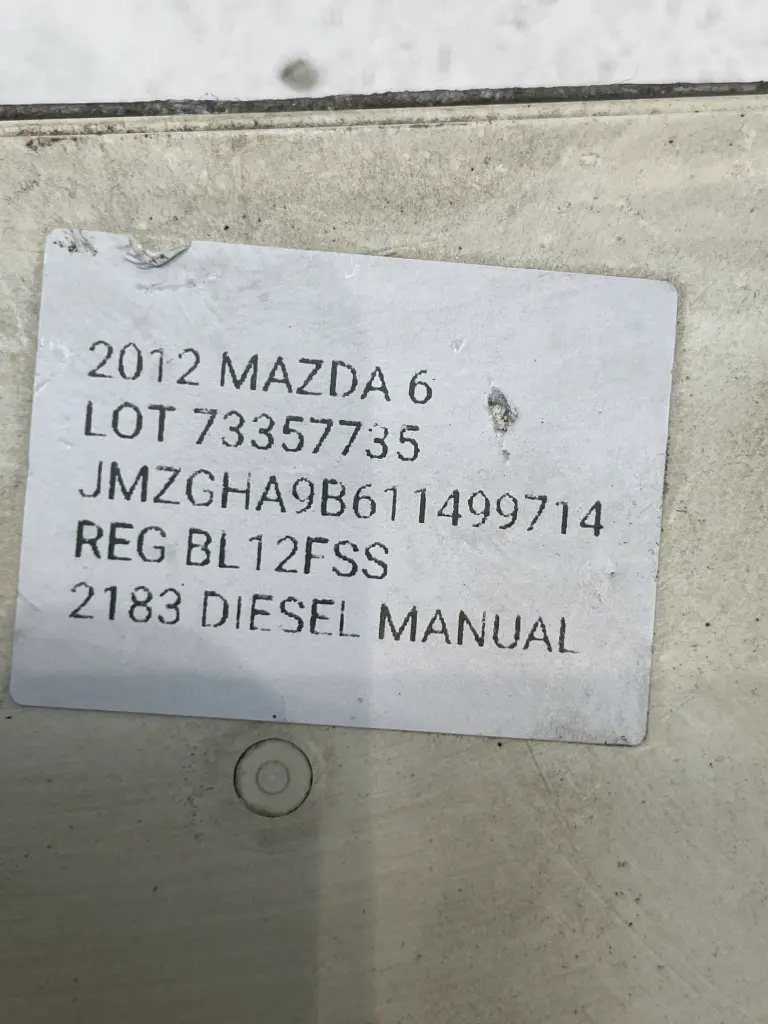 2012 MAZDA 6
LOT 73357735
JMZGHA9B611499714
REG BL12FSS
2183 DIESEL MANUAL